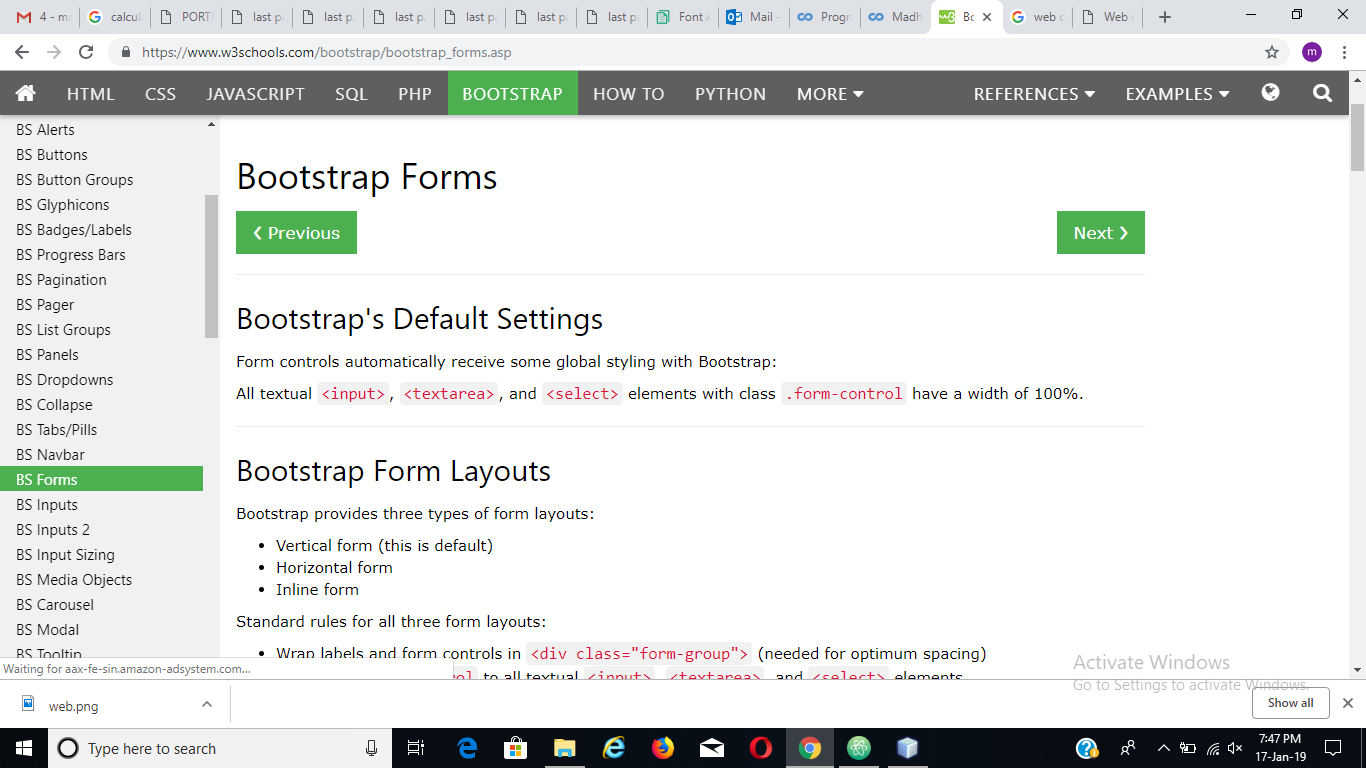 4 - m
calcul
PORT
last pa
last pa
last pa
last pa
last pa
last po
Font A
Mail -
Progra
Madh
Bo
web c
Web
https://www.w3schools.com/bootstrap/bootstrap_forms.asp
m
HTML CSS JAVASCRIPT SQL PHP BOOTSTRAP HOW TO PYTHON MORE REFERENCES EXAMPLES
BS Alerts
BS Buttons
BS Button Groups
BS Glyphicons
BS Badges/Labels
BS Progress Bars
BS Pagination
BS Pager
BS List Groups
BS Panels
BS Dropdowns
BS Collapse
BS Tabs/Pills
BS Navbar
BS Forms
BS Inputs
BS Inputs 2
BS Input Sizing
BS Media Objects
BS Carousel
BS Modal
BS Tooltip
Bootstrap Forms
❮ Previous
Next ❯
Bootstrap's Default Settings
Form controls automatically receive some global styling with Bootstrap:
All textual <input>, <textarea>, and <select> elements with class .form-control have a width of 100%.
Bootstrap Form Layouts
Bootstrap provides three types of form layouts:
• Vertical form (this is default)
• Horizontal form
• Inline form
Standard rules for all three form layouts:
• Wrap labels and form controls in <div class="form-group"> (needed for optimum spacing)
ol to all textual <input>, <textarea>, and <select> elements
Waiting for aax-fe-sin.amazon-adsystem.com...
Activate Windows
Go to Settings to activate Windows.
web.png
Show all
Type here to search
7:47 PM
17-Jan-19